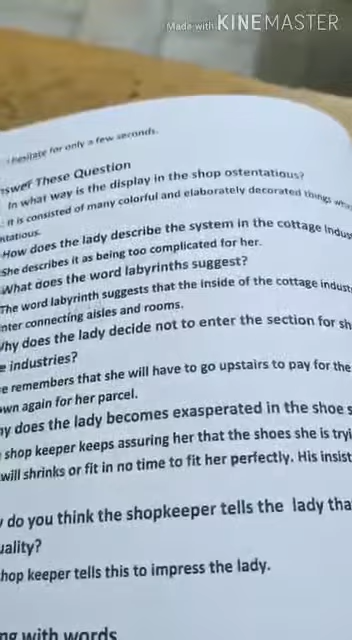 Made with KINEMASTER
I hesitate for only a few seconds.
nswer These Question
In what way is the display in the shop ostentatious?
It is consisted of many colorful and elaborately decorated things
ntatious.
How does the lady describe the system in the cottage Indus
She describes it as being too complicated for her.
What does the word labyrinths suggest?
The word labyrinth suggests that the inside of the cottage indust
nter connecting aisles and rooms.
Why does the lady decide not to enter the section for sh
e industries?
e remembers that she will have to go upstairs to pay for the
own again for her parcel.
hy does the lady becomes exasperated in the shoe s
shop keeper keeps assuring her that the shoes she is tryi
will shrinks or fit in no time to fit her perfectly. His insist
y do you think the shopkeeper tells the lady tha
uality?
hop keeper tells this to impress the lady.
ng with words